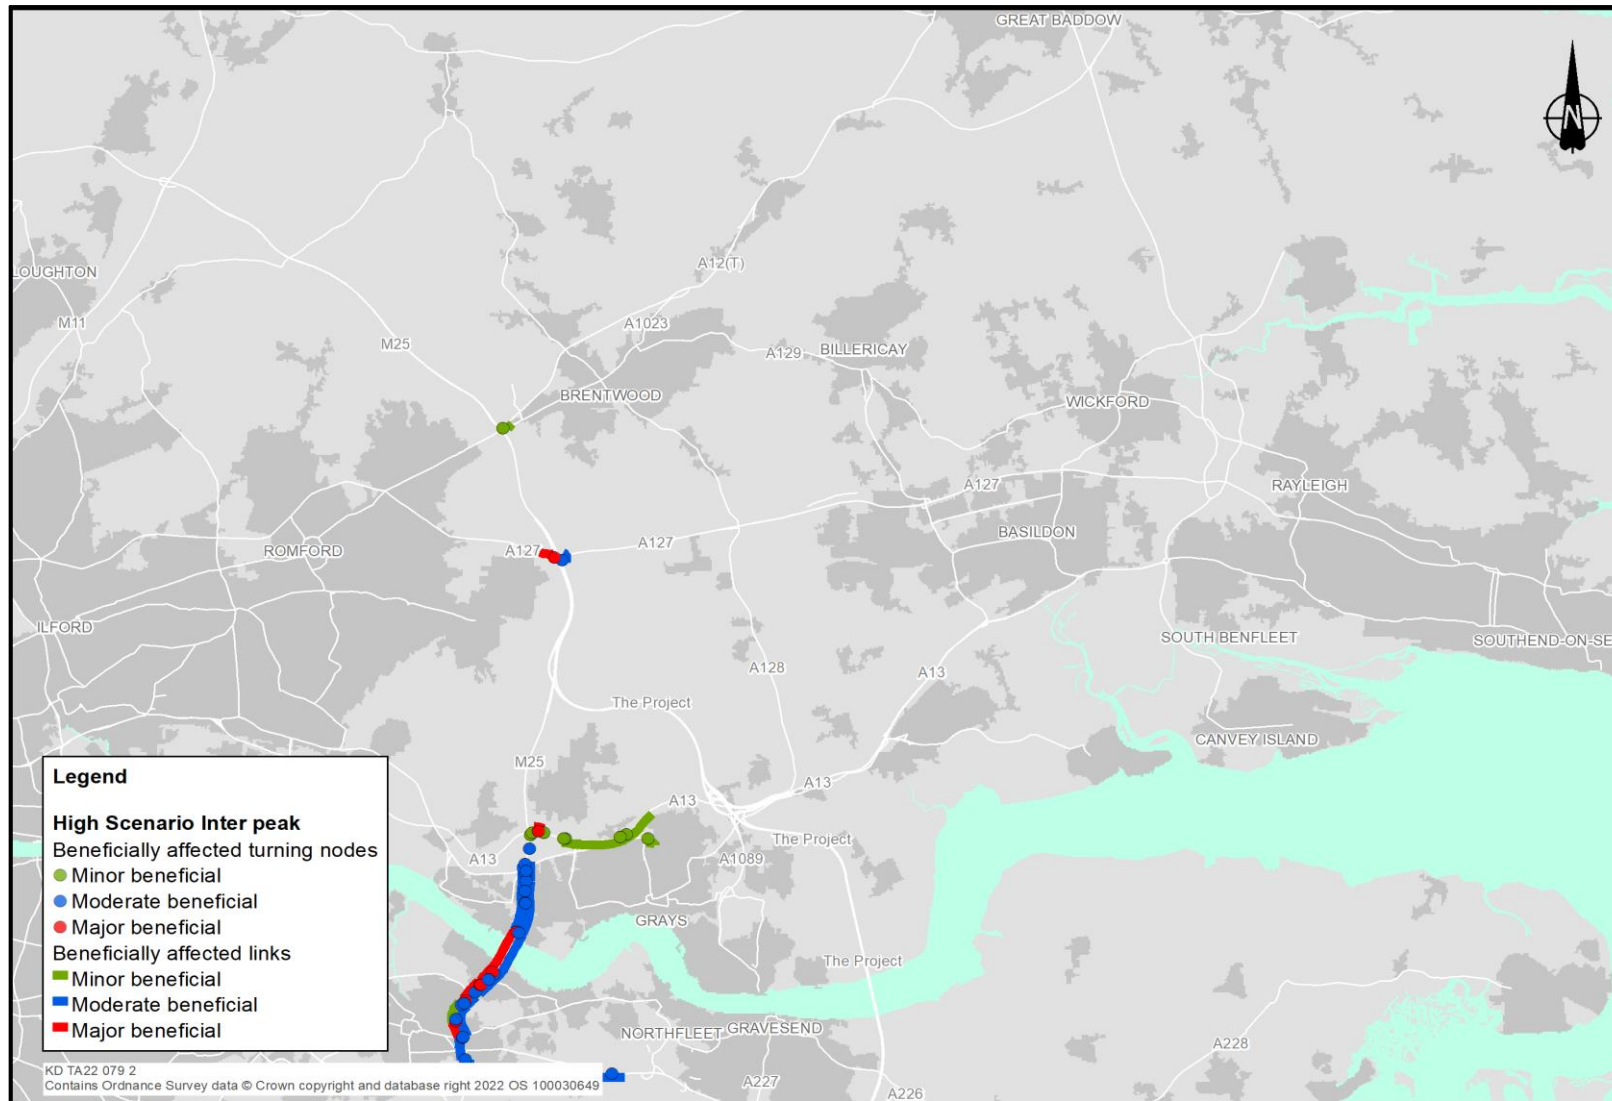 GREAT BADDOW
N
A12(T)
LOUGHTON
M11
A1023
M25
A129
BILLERICAY
BRENTWOOD
WICKFORD
A127
RAYLEIGH
BASILDON
ROMFORD
A127
A127
ILFORD
SOUTH BENFLEET
SOUTHEND-ON-SE
A128
A13
The Project
CANVEY ISLAND
M25
A13
A13
The Project
A13
A1089
GRAYS
The Project
NORTHFLEET
GRAVESEND
A228
A227
A226
Legend
High Scenario Inter peak
Beneficially affected turning nodes
Minor beneficial
Moderate beneficial
Major beneficial
Beneficially affected links
Minor beneficial
Moderate beneficial
Major beneficial
KD TA22 079 2
Contains Ordnance Survey data © Crown copyright and database right 2022 OS 100030649